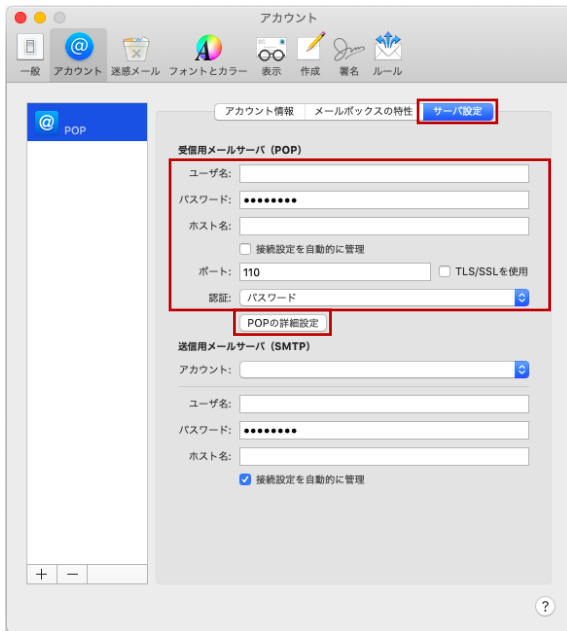 アカウント
一般 アカウント 迷惑メール フォントとカラー 表示 作成 署名 ルール
@ POP
アカウント情報 メールボックスの特性 サーバ設定
受信用メールサーバ（POP）
ユーザ名:
パスワード: ●●●●●●●●
ホスト名:
接続設定を自動的に管理
ポート: 110 TLS/SSLを使用
認証: パスワード
POPの詳細設定
送信用メールサーバ（SMTP）
アカウント:
ユーザ名:
パスワード: ●●●●●●●●
ホスト名:
接続設定を自動的に管理
+ −
?